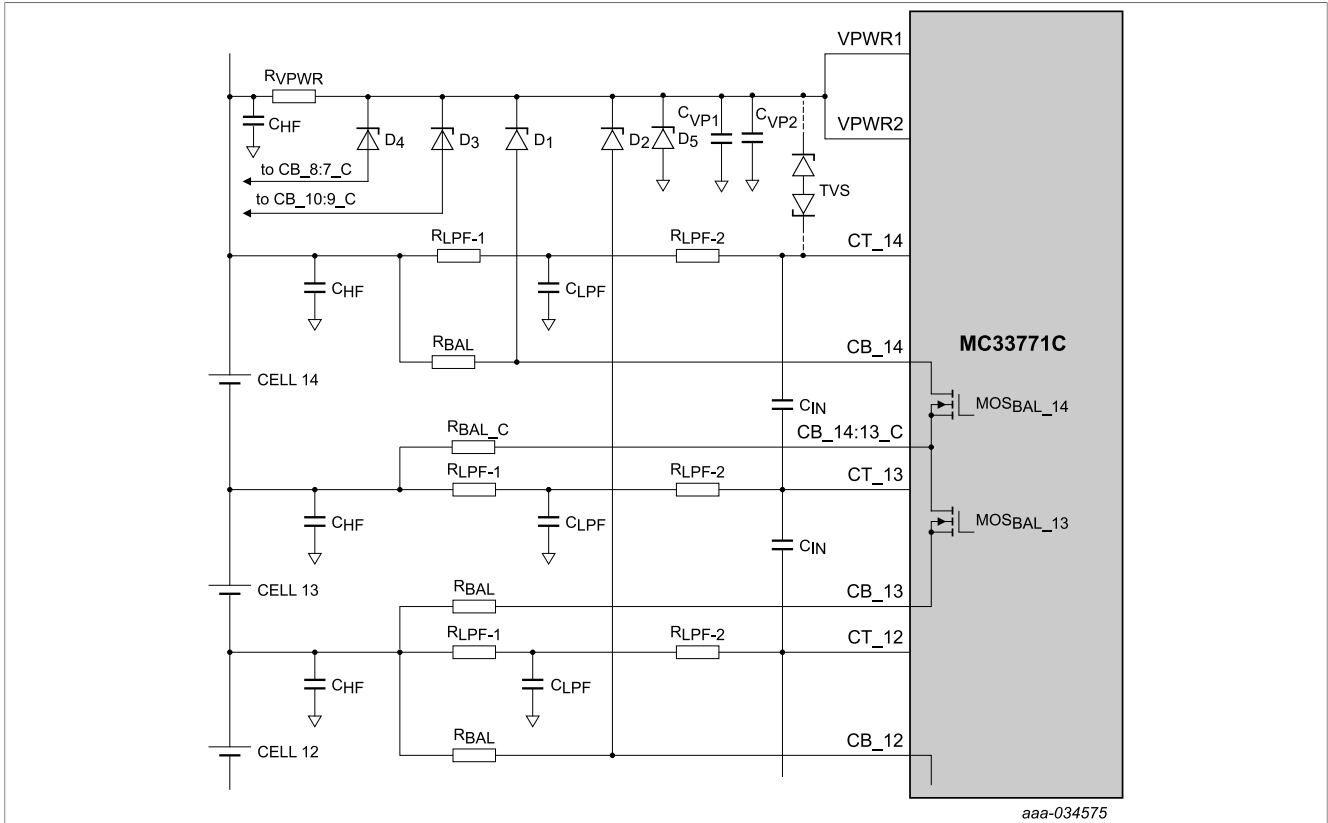 VPWR1
RVPWR
CHF
D4
D3
D1
D2
D5
CVP1
CVP2
VPWR2
to CB_8:7_C
to CB_10:9_C
TVS
RLPF-1
RLPF-2
CT_14
CHF
CLPF
RBAL
CB_14
MC33771C
CELL 14
CIN
MOSBAL_14
RBAL_C
CB_14:13_C
RLPF-1
RLPF-2
CT_13
CHF
CLPF
MOSBAL_13
CIN
CELL 13
RBAL
CB_13
RLPF-1
RLPF-2
CT_12
CHF
CLPF
RBAL
CB_12
CELL 12
aaa-034575